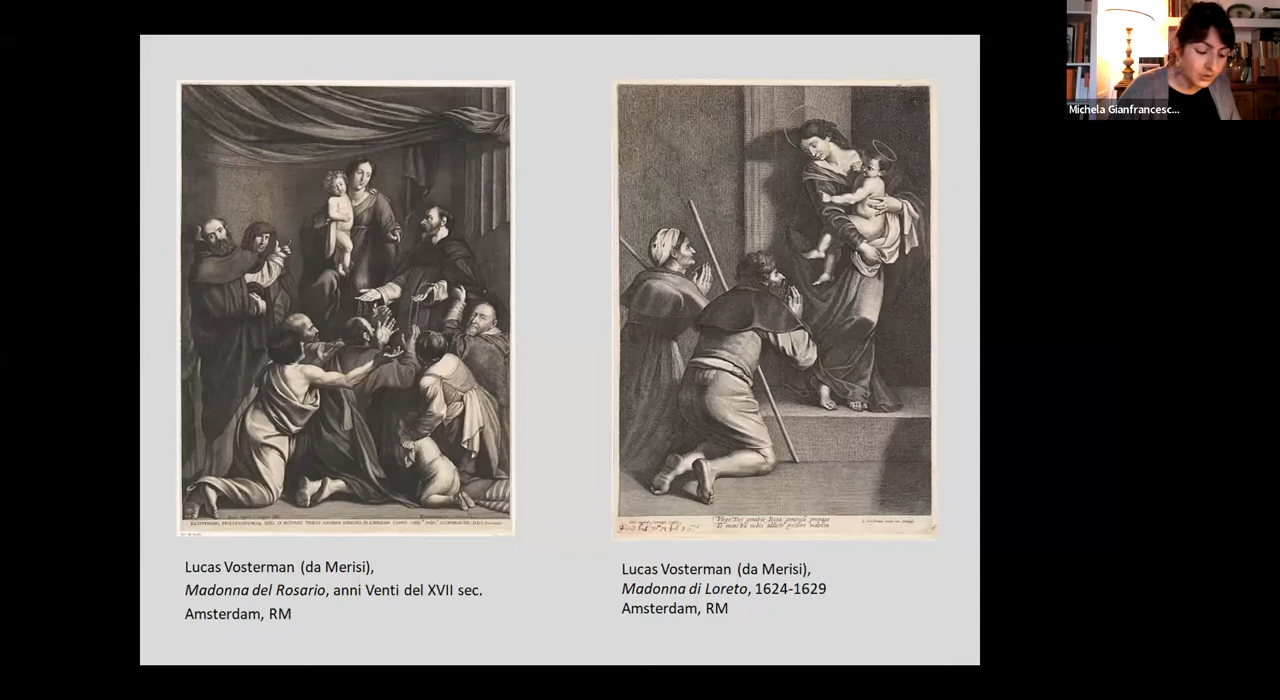 Michela Gianfrancesc...
Lucas Vosterman (da Merisi),
Madonna del Rosario, anni Venti del XVII sec.
Amsterdam, RM
Lucas Vosterman (da Merisi),
Madonna di Loreto, 1624-1629
Amsterdam, RM